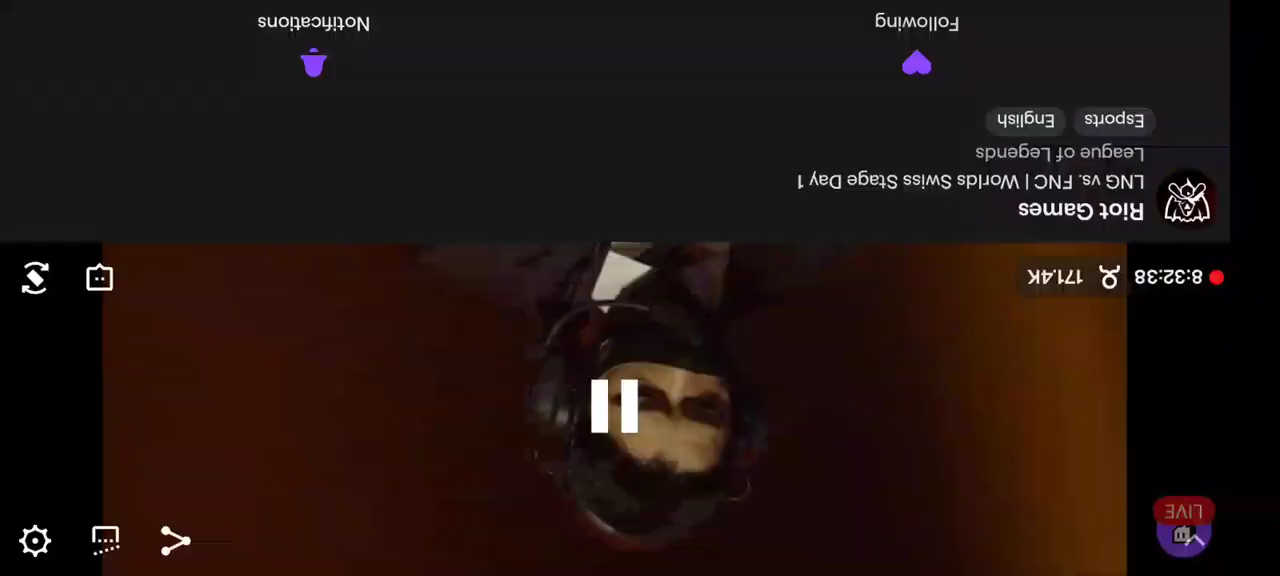 LIVE
8:32:38 171.4K
Riot Games
LNG vs. FNC | Worlds Swiss Stage Day 1
League of Legends
Esports English
Following Notifications